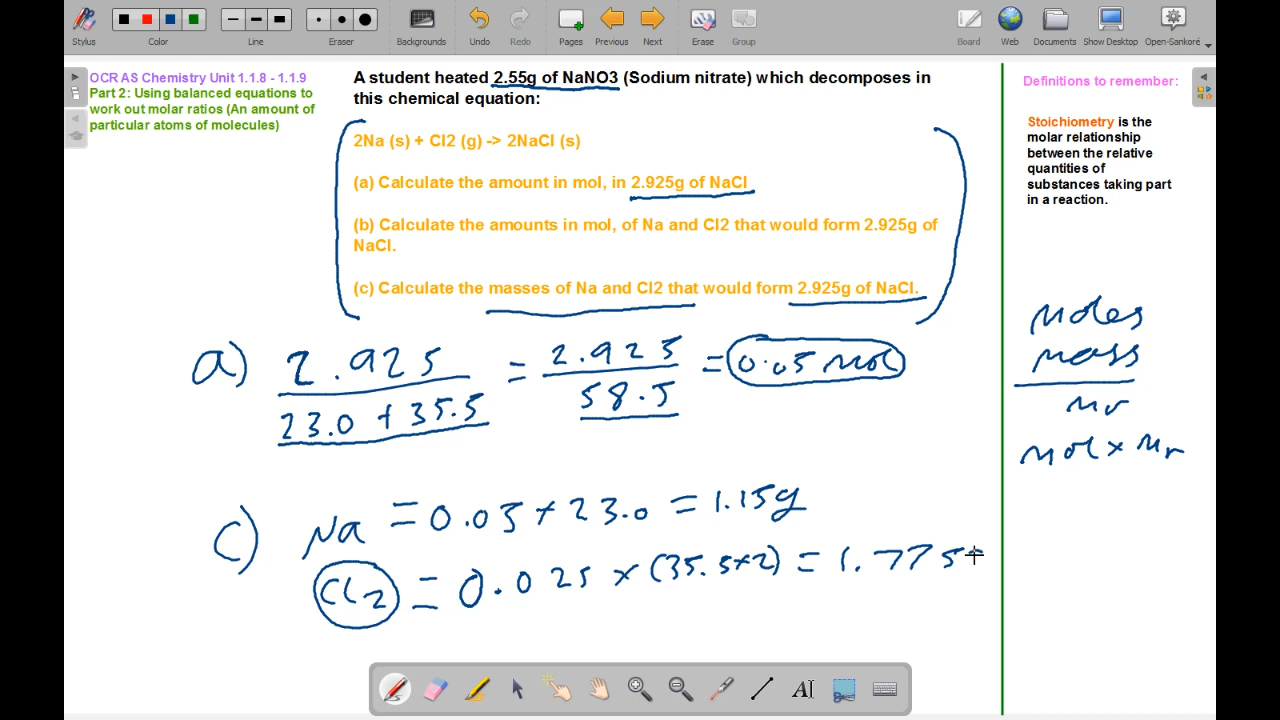 Stylus Color Line Eraser Backgrounds Undo Redo Pages Previous Next Erase Group Board Web Documents Show Desktop Open-Sankoré
OCR AS Chemistry Unit 1.1.8 - 1.1.9
Part 2: Using balanced equations to
work out molar ratios (An amount of
particular atoms of molecules)
A student heated 2.55g of NaNO3 (Sodium nitrate) which decomposes in
this chemical equation:
2Na (s) + Cl2 (g) -> 2NaCl (s)
(a) Calculate the amount in mol, in 2.925g of NaCl
(b) Calculate the amounts in mol, of Na and Cl2 that would form 2.925g of
NaCl.
(c) Calculate the masses of Na and Cl2 that would form 2.925g of NaCl.
a) 2.925 = 2.925 = 0.05 mol
23.0 + 35.5 58.5
c) Na = 0.05 × 23.0 = 1.15g
Cl2 = 0.025 × (35.5×2) = 1.775
Definitions to remember:
Stoichiometry is the
molar relationship
between the relative
quantities of
substances taking part
in a reaction.
moles
mass
Mr
mol × Mr